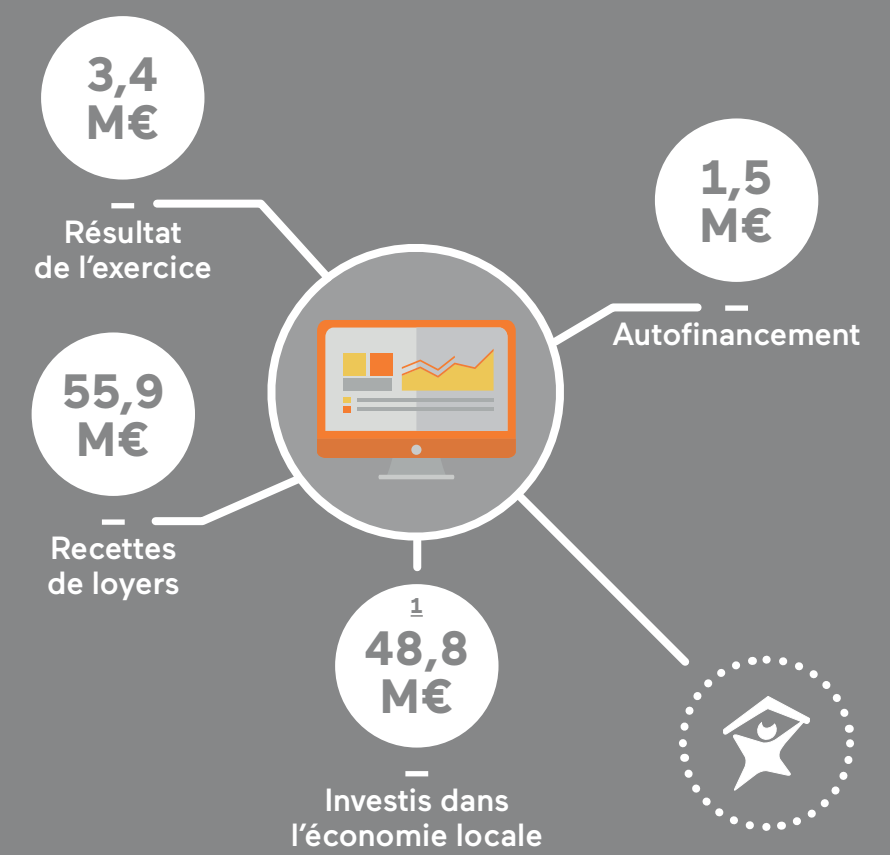 3,4
M€
Résultat
de l’exercice
1,5
M€
Autofinancement
55,9
M€
Recettes
de loyers
1
48,8
M€
Investis dans
l’économie locale